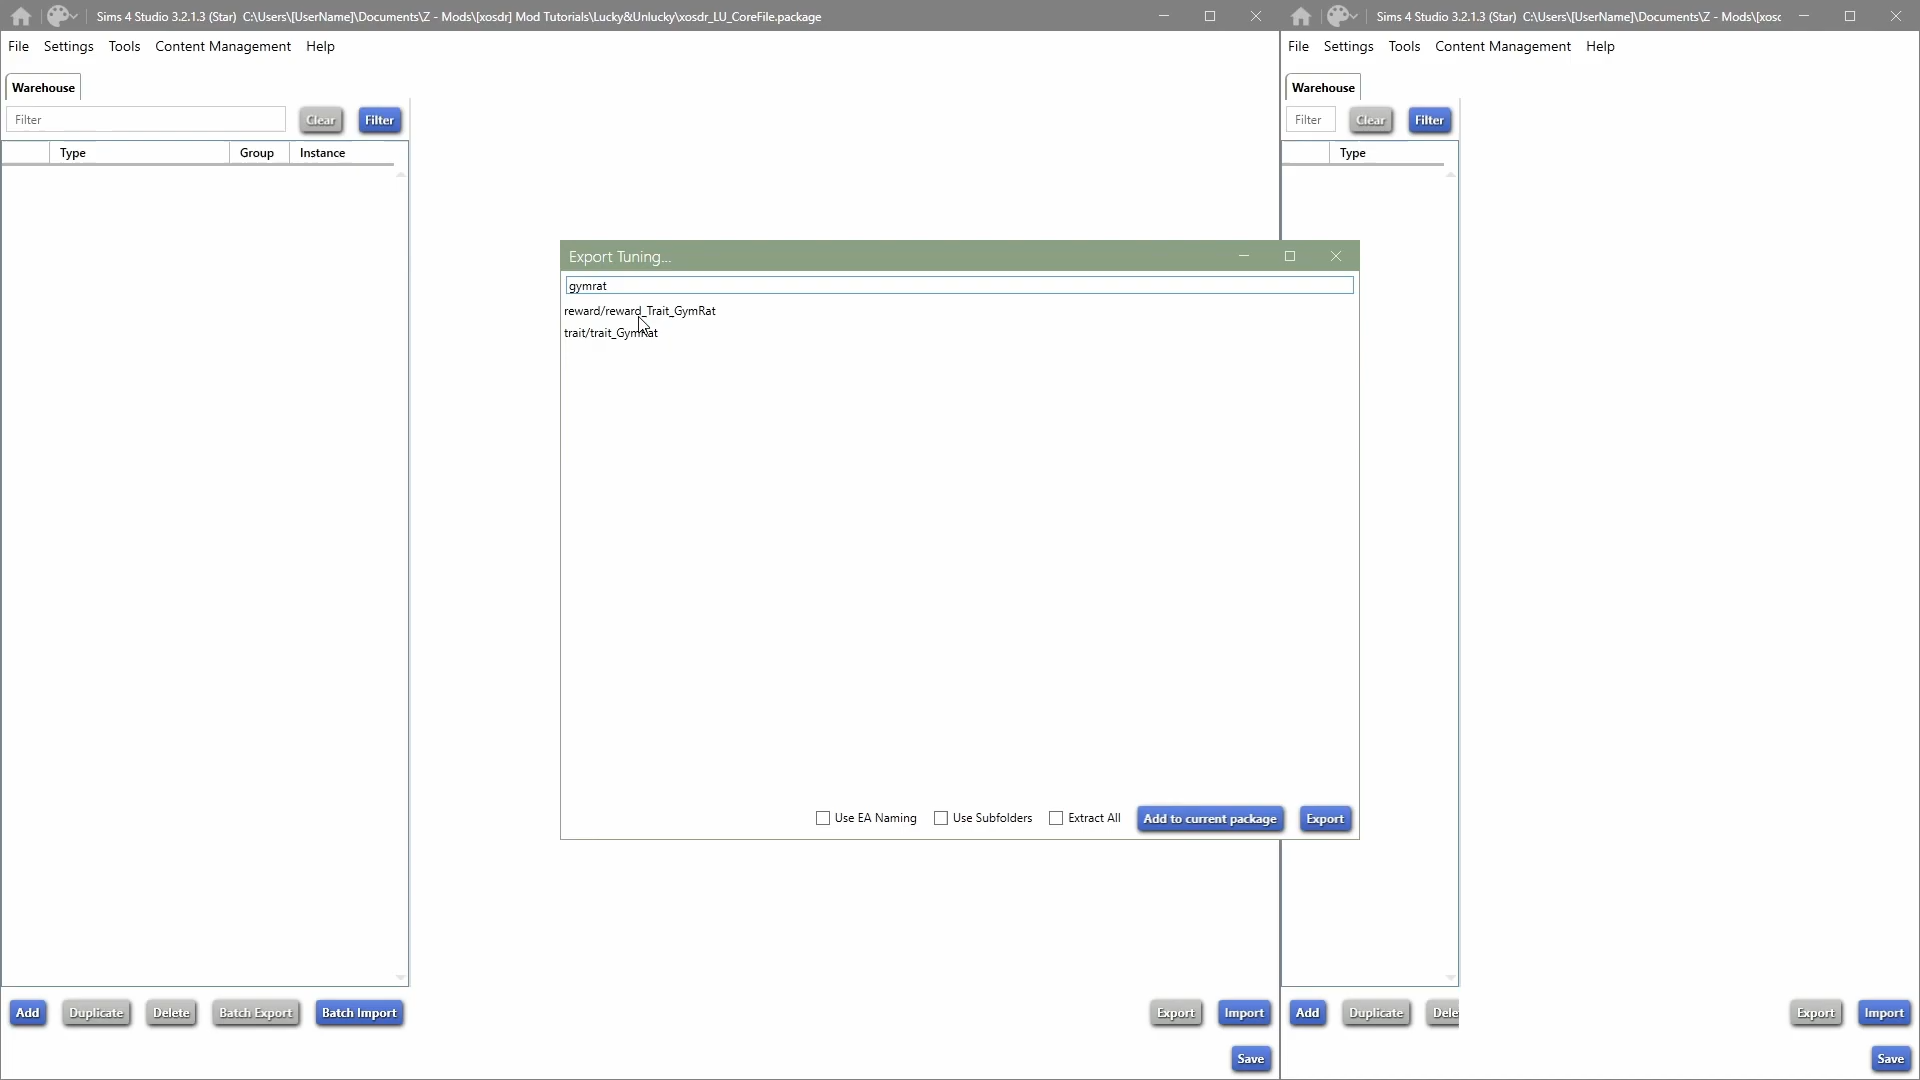 Sims 4 Studio 3.2.1.3 (Star)  C:\Users\[UserName]\Documents\Z - Mods\[xosdr] Mod Tutorials\Lucky&Unlucky\xosdr_LU_CoreFile.package
File Settings Tools Content Management Help
Warehouse
Filter Clear Filter
Type Group Instance
Add Duplicate Delete Batch Export Batch Import
Export Import
Save
Export Tuning...
gymrat
reward/reward_Trait_GymRat
trait/trait_GymRat
Use EA Naming Use Subfolders Extract All Add to current package Export
Sims 4 Studio 3.2.1.3 (Star)  C:\Users\[UserName]\Documents\Z - Mods\[xosc
File Settings Tools Content Management Help
Warehouse
Filter Clear Filter
Type
Add Duplicate Dele
Export Import
Save